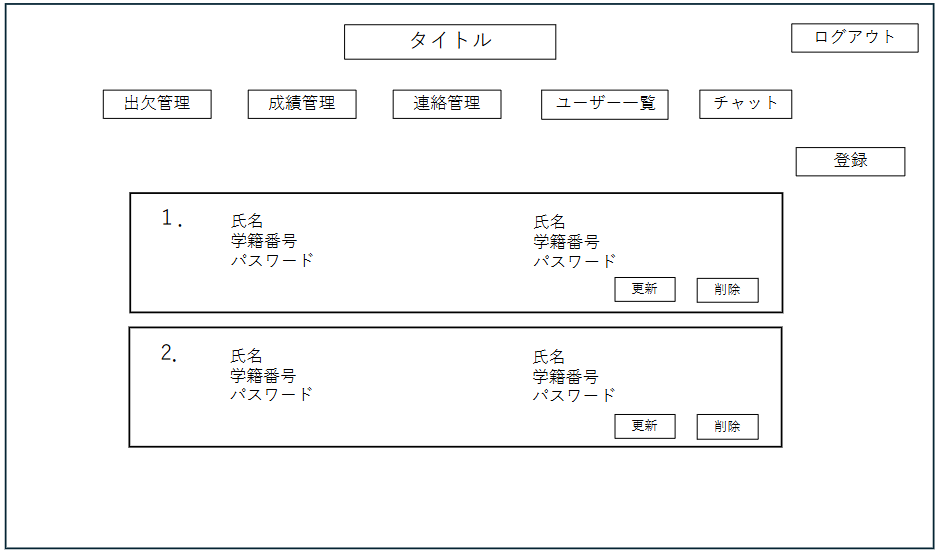 タイトル
ログアウト
出欠管理
成績管理
連絡管理
ユーザー一覧
チャット
登録
1.
氏名
学籍番号
パスワード
氏名
学籍番号
パスワード
更新
削除
2.
氏名
学籍番号
パスワード
氏名
学籍番号
パスワード
更新
削除